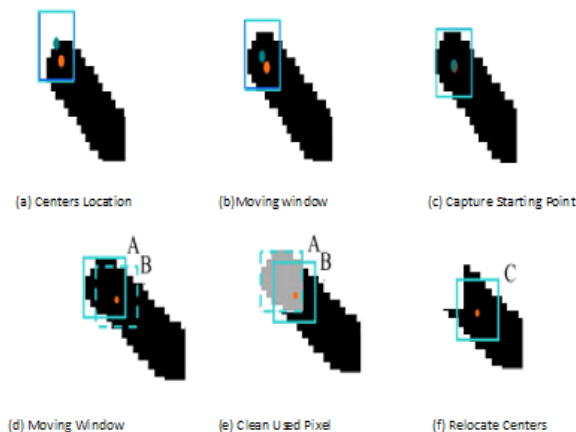 (a) Centers Location
(b)Moving window
(c) Capture Starting Point
A
B
A
B
C
(d) Moving Window
(e) Clean Used Pixel
(f) Relocate Centers